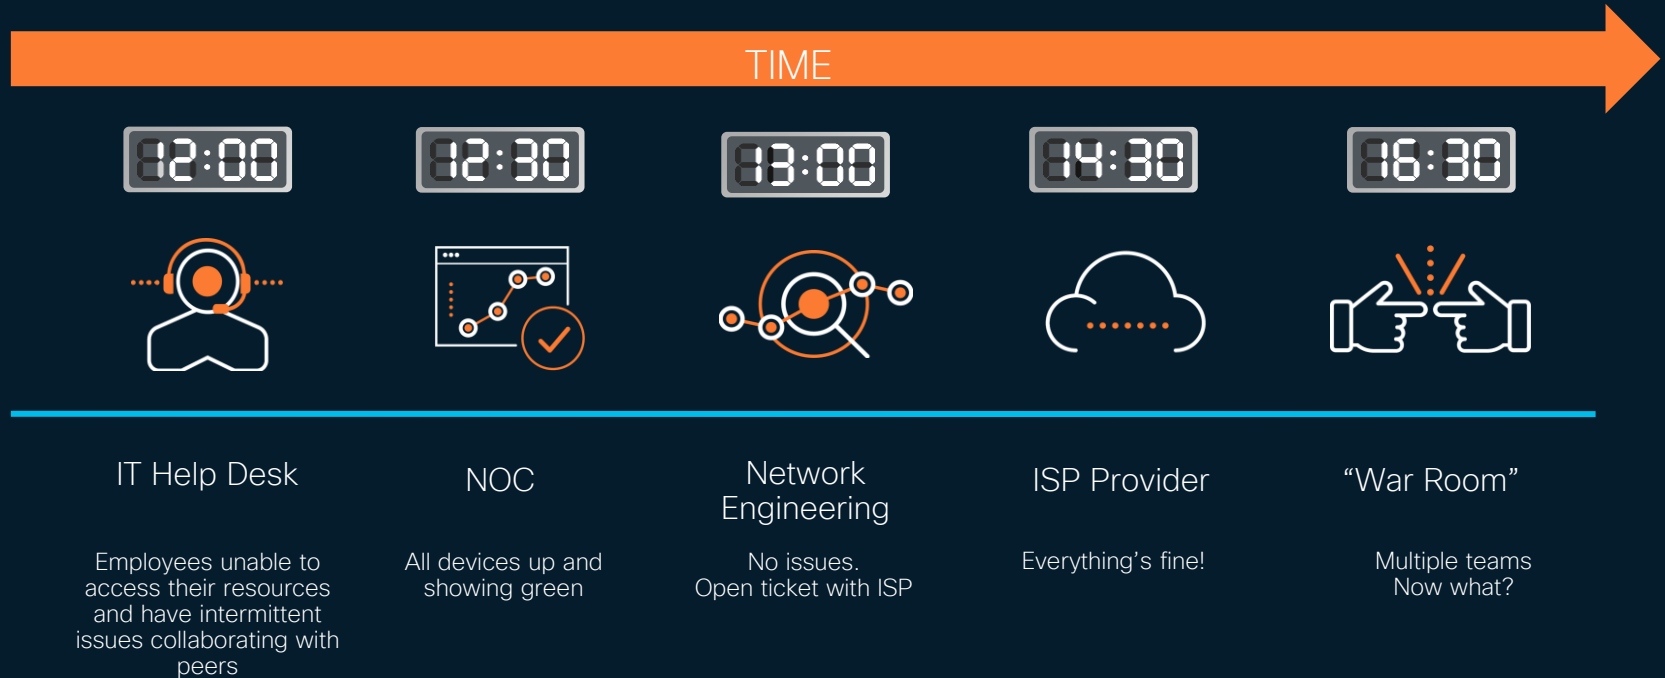 TIME
12:00
12:30
13:00
14:30
16:30
IT Help Desk
NOC
Network
Engineering
ISP Provider
“War Room”
Employees unable to
access their resources
and have intermittent
issues collaborating with
peers
All devices up and
showing green
No issues.
Open ticket with ISP
Everything’s fine!
Multiple teams
Now what?